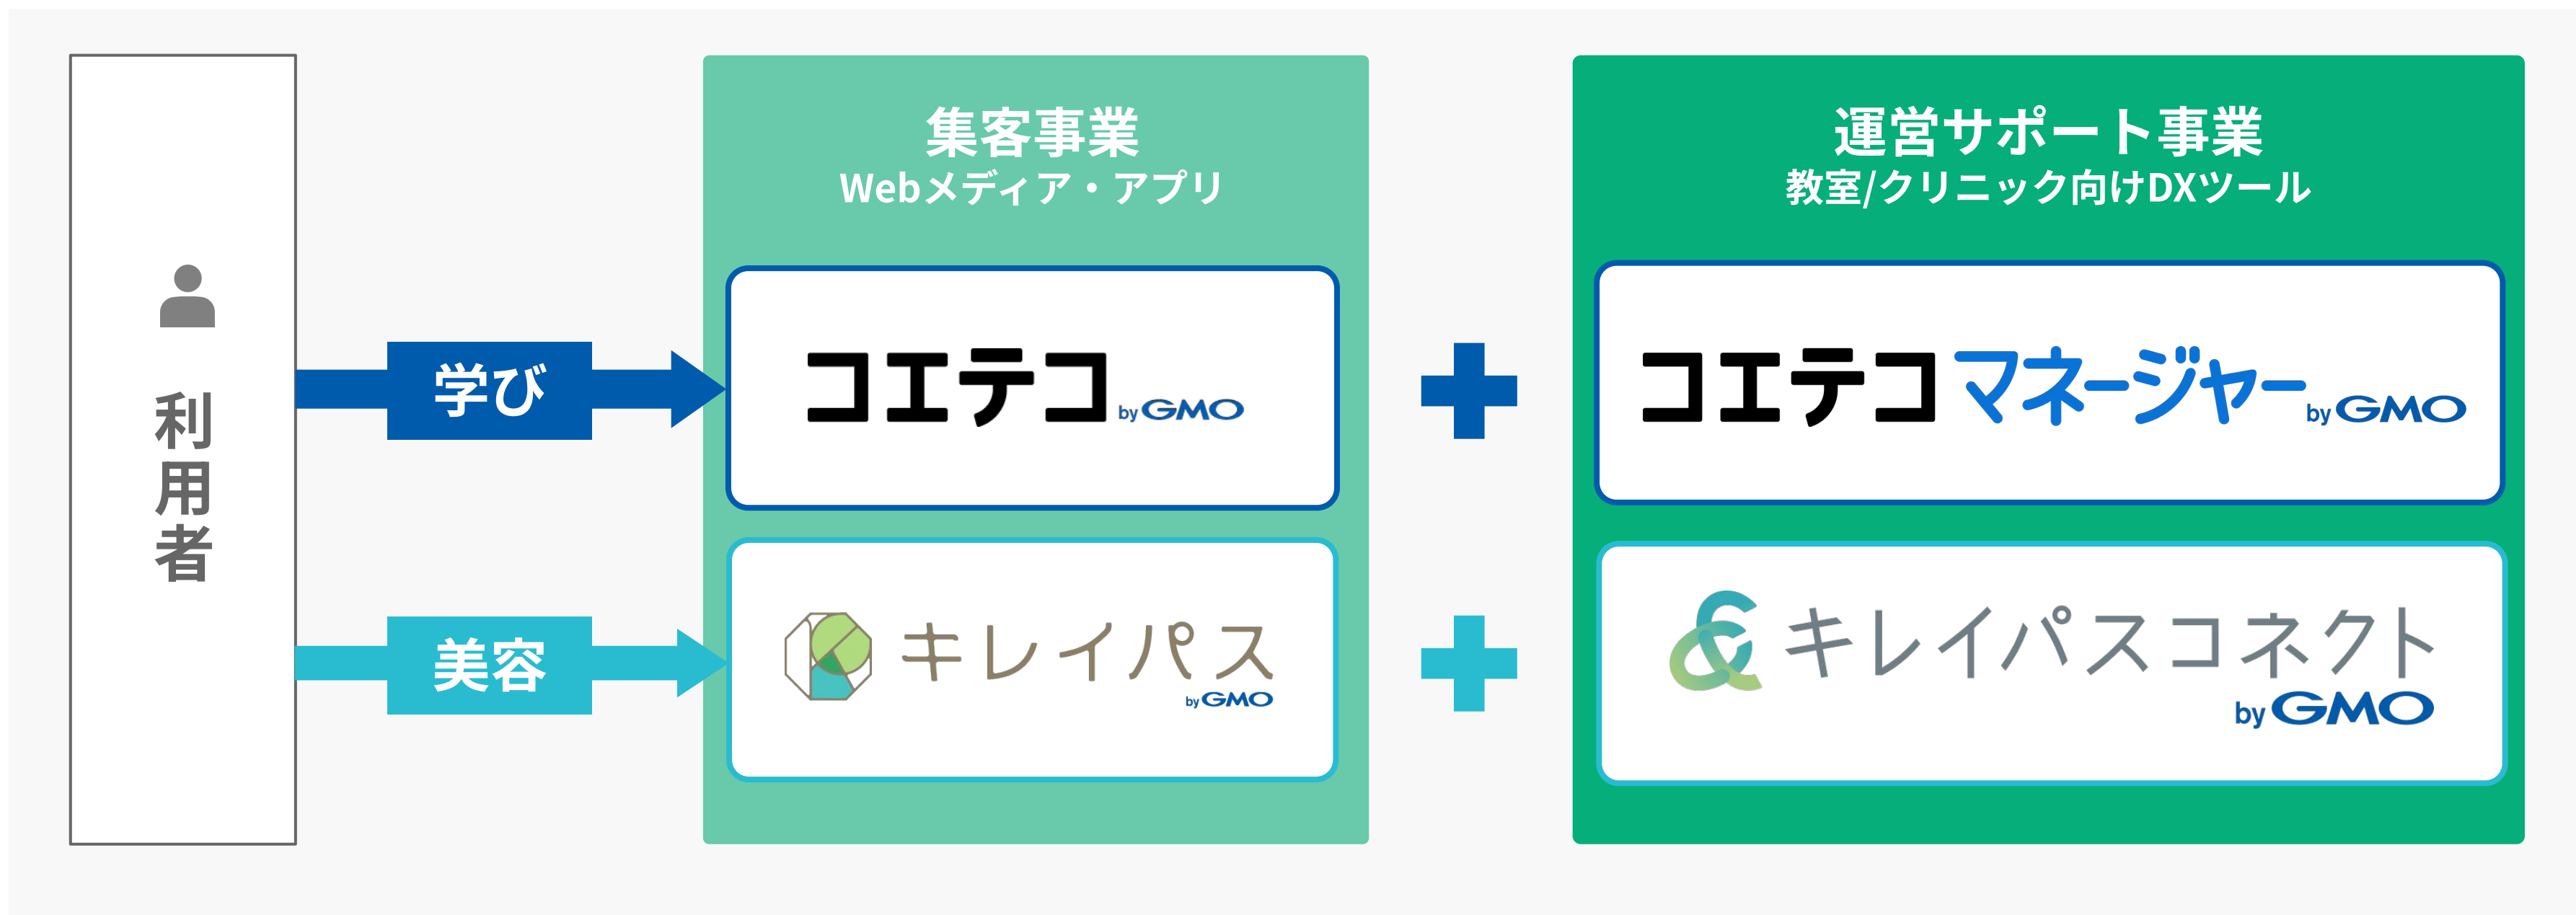 利用者
学び
美容
集客事業
Webメディア・アプリ
コエテコ by GMO
キレイパス
by GMO
運営サポート事業
教室/クリニック向けDXツール
コエテコマネージャー by GMO
キレイパスコネクト
by GMO